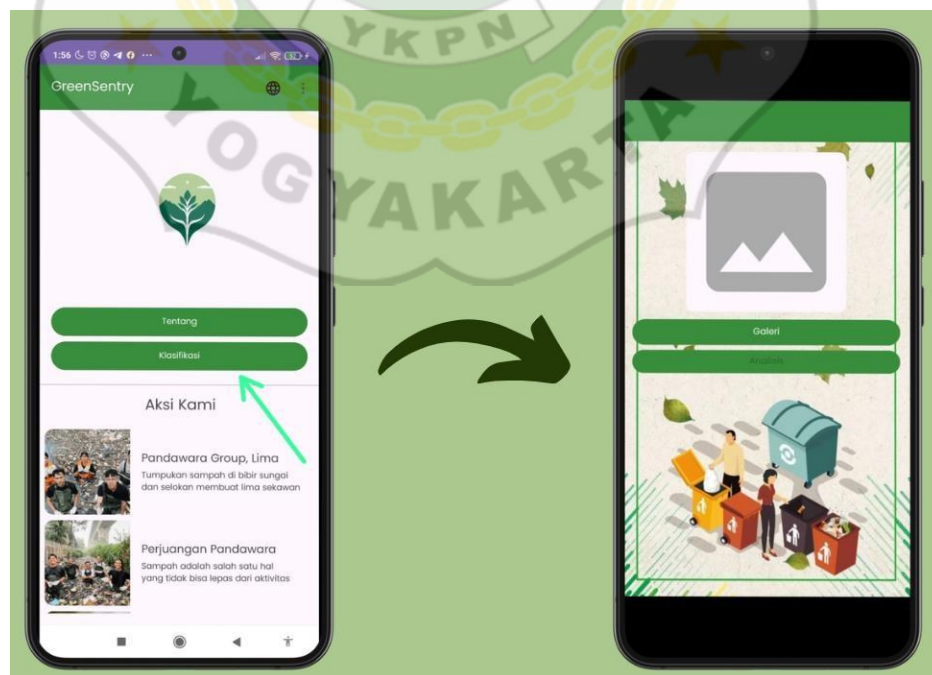 YKPN
YOGYAKARTA
1:56
GreenSentry
Tentang
Klasifikasi
Aksi Kami
Pandawara Group, Lima
Tumpukan sampah di bibir sungai
dan selokan membuat lima sekawan
Perjuangan Pandawara
Sampah adalah salah satu hal
yang tidak bisa lepas dari aktivitas
Galeri
Analisis